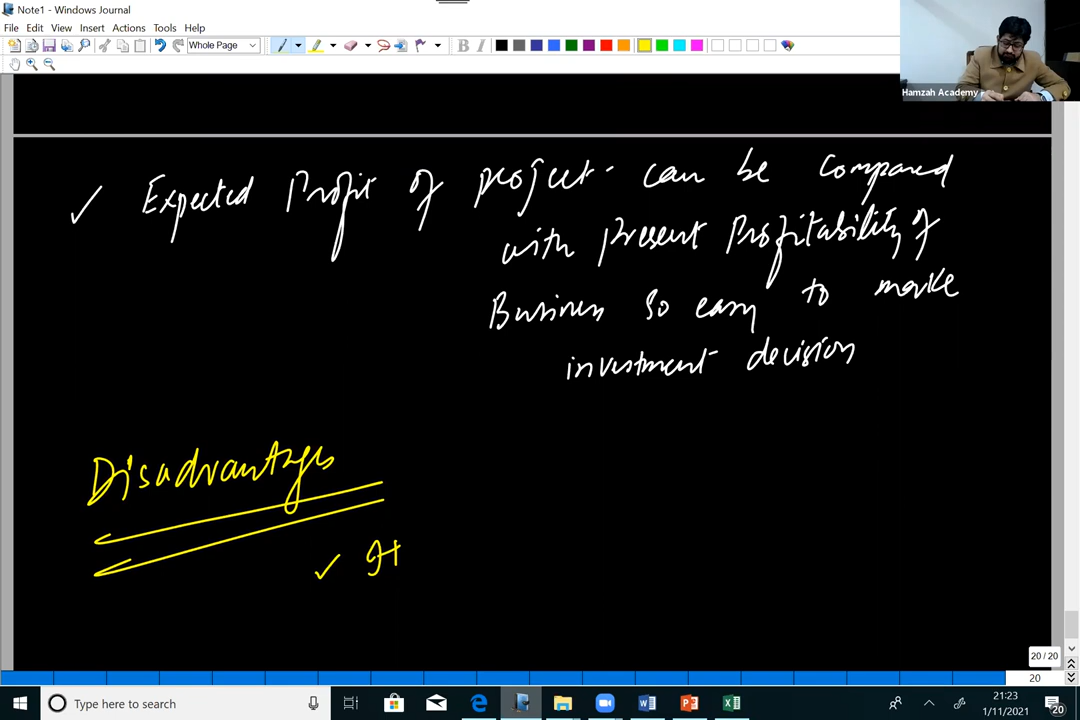 Note1 - Windows Journal
File Edit View Insert Actions Tools Help
Whole Page
B I
Hamzah Academy
✓ Expected Profit of project can be compared
with present Profitability of
Business so easy to make
investment decision
Disadvantages
✓ It
20 / 20
20
Type here to search
21:23
1/11/2021
20